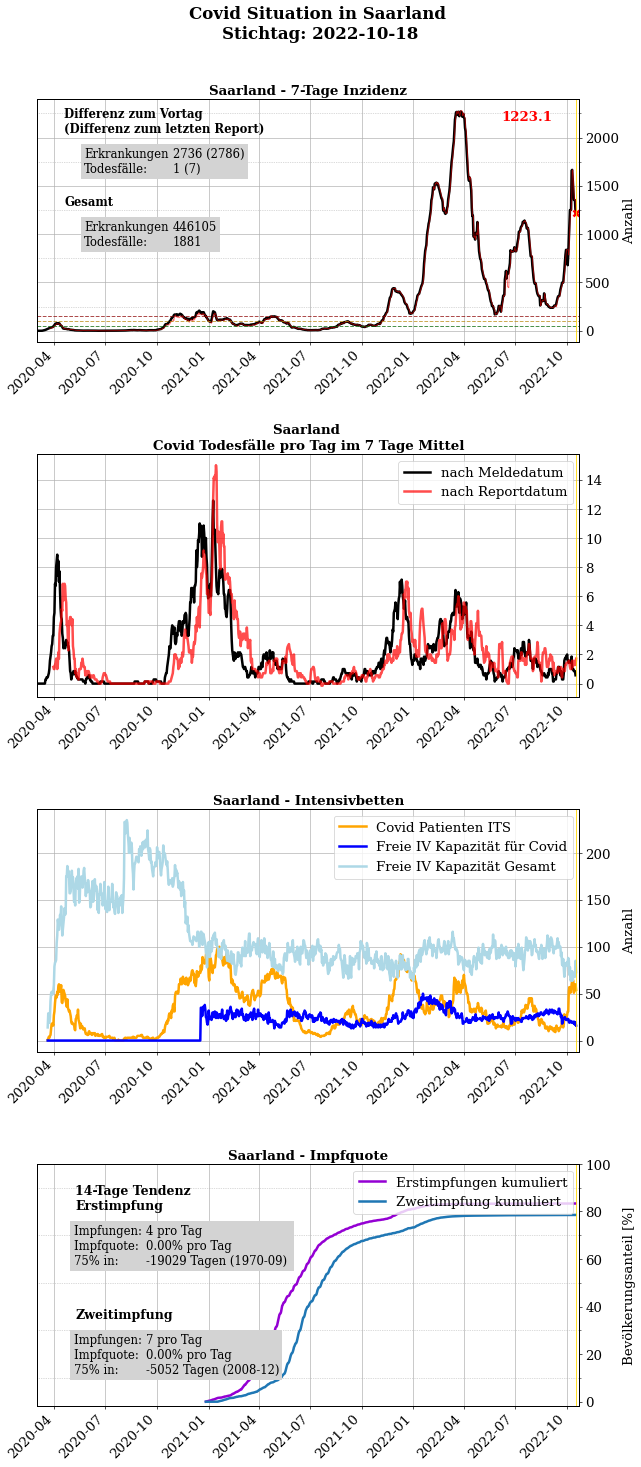 Covid Situation in Saarland
Stichtag: 2022-10-18
Saarland - 7-Tage Inzidenz
Differenz zum Vortag
(Differenz zum letzten Report)
Erkrankungen 2736 (2786)
Todesfälle: 1 (7)
Gesamt
Erkrankungen 446105
Todesfälle: 1881
1223.1
2000
1500
1000
500
0
Anzahl
2020-04 2020-07 2020-10 2021-01 2021-04 2021-07 2021-10 2022-01 2022-04 2022-07 2022-10
Saarland
Covid Todesfälle pro Tag im 7 Tage Mittel
nach Meldedatum
nach Reportdatum
14
12
10
8
6
4
2
0
2020-04 2020-07 2020-10 2021-01 2021-04 2021-07 2021-10 2022-01 2022-04 2022-07 2022-10
Saarland - Intensivbetten
Covid Patienten ITS
Freie IV Kapazität für Covid
Freie IV Kapazität Gesamt
200
150
100
50
0
Anzahl
2020-04 2020-07 2020-10 2021-01 2021-04 2021-07 2021-10 2022-01 2022-04 2022-07 2022-10
Saarland - Impfquote
Erstimpfungen kumuliert
Zweitimpfung kumuliert
14-Tage Tendenz
Erstimpfung
Impfungen: 4 pro Tag
Impfquote: 0.00% pro Tag
75% in: -19029 Tagen (1970-09)
Zweitimpfung
Impfungen: 7 pro Tag
Impfquote: 0.00% pro Tag
75% in: -5052 Tagen (2008-12)
100
80
60
40
20
0
Bevölkerungsanteil [%]
2020-04 2020-07 2020-10 2021-01 2021-04 2021-07 2021-10 2022-01 2022-04 2022-07 2022-10